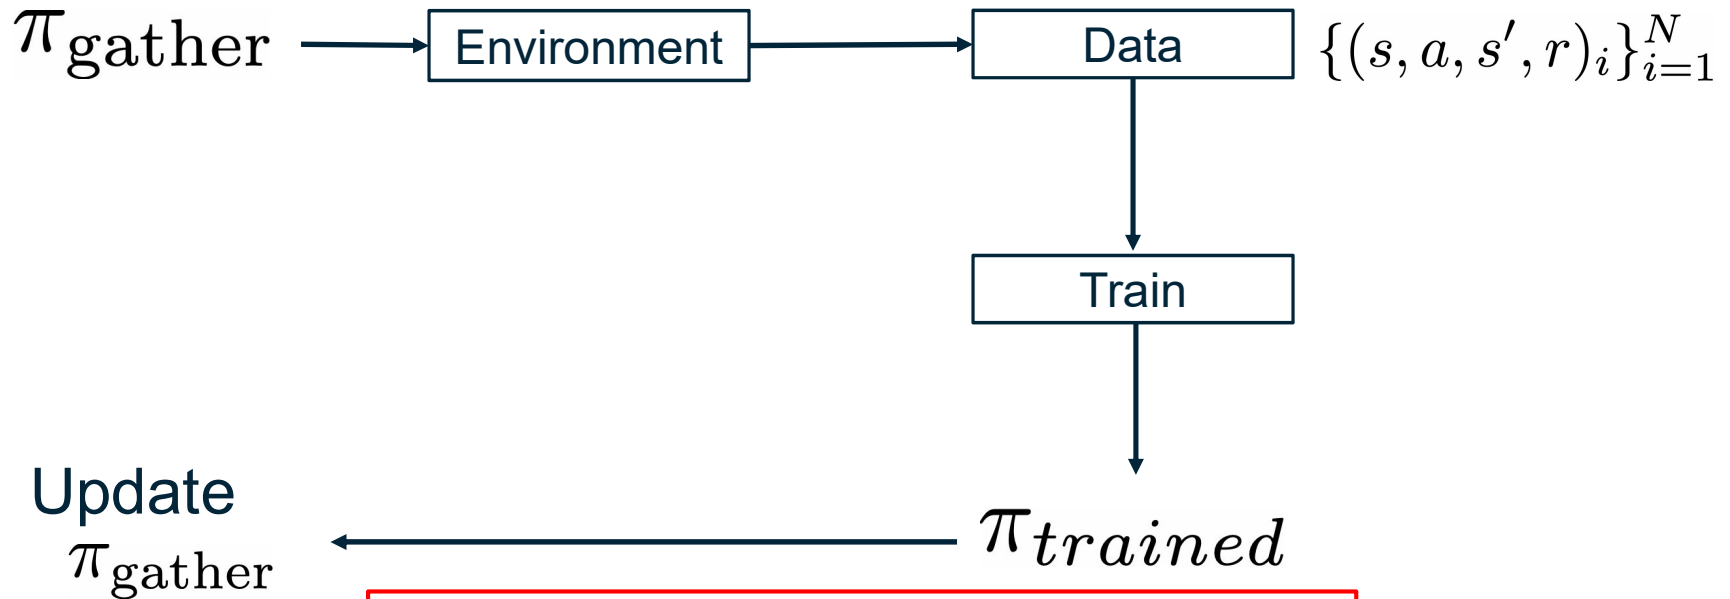 π_gather Environment Data {(s, a, s′, r)_i}_{i=1}^N
Train
Update
π_gather
π_trained